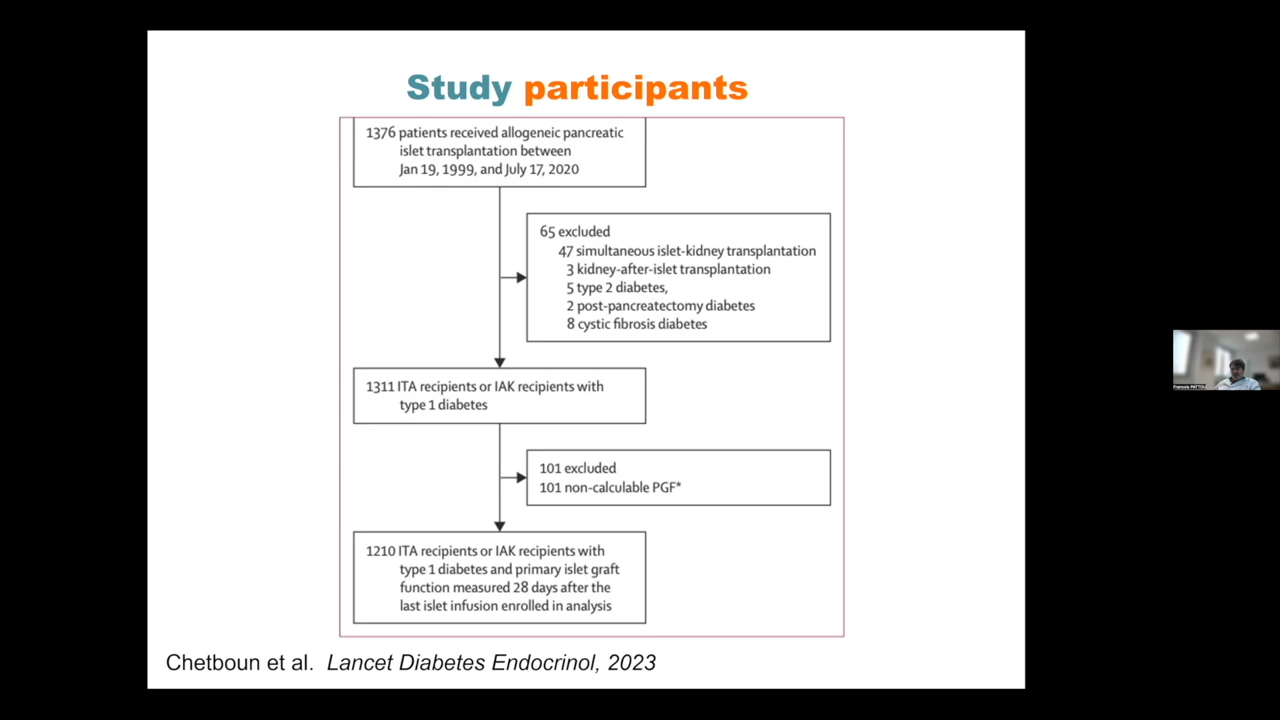 Study participants
1376 patients received allogeneic pancreatic
islet transplantation between
Jan 19, 1999, and July 17, 2020
65 excluded
47 simultaneous islet-kidney transplantation
3 kidney-after-islet transplantation
5 type 2 diabetes,
2 post-pancreatectomy diabetes
8 cystic fibrosis diabetes
1311 ITA recipients or IAK recipients with
type 1 diabetes
101 excluded
101 non-calculable PGF*
1210 ITA recipients or IAK recipients with
type 1 diabetes and primary islet graft
function measured 28 days after the
last islet infusion enrolled in analysis
Chetboun et al. Lancet Diabetes Endocrinol, 2023
Francois PATTOU